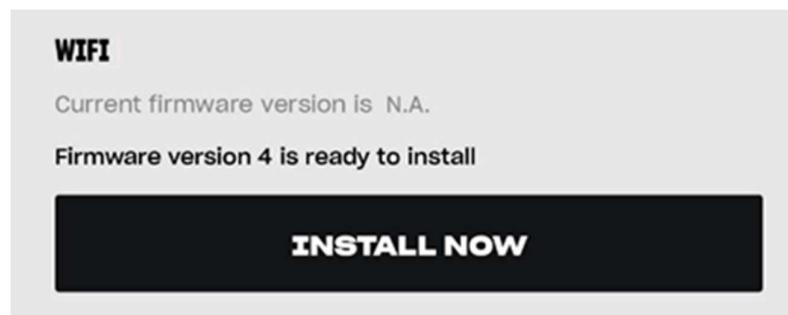 WIFI
Current firmware version is N.A.
Firmware version 4 is ready to install
INSTALL NOW